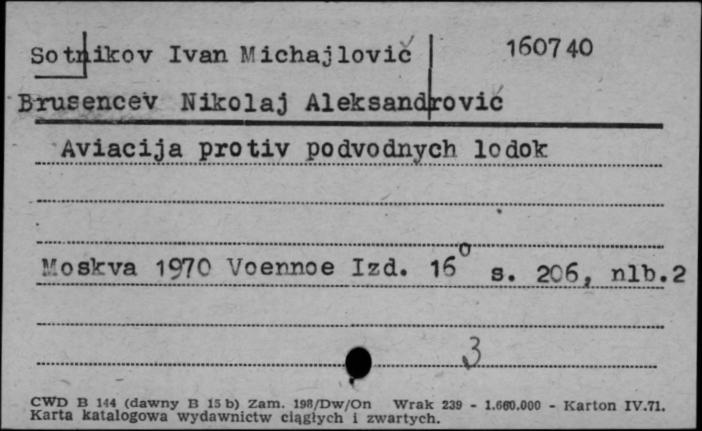 Sotnikov Ivan Michajlovič 160740
Brusencev Nikolaj Aleksandrovič
Aviacija protiv podvodnych lodok
Moskva 1970 Voennoe Izd. 16° s. 206, nlb.2
3
CWD B 144 (dawny B 15 b) Zam. 198/Dw/On Wrak 239 - 1.660.000 - Karton IV.71.
Karta katalogowa wydawnictw ciągłych i zwartych.